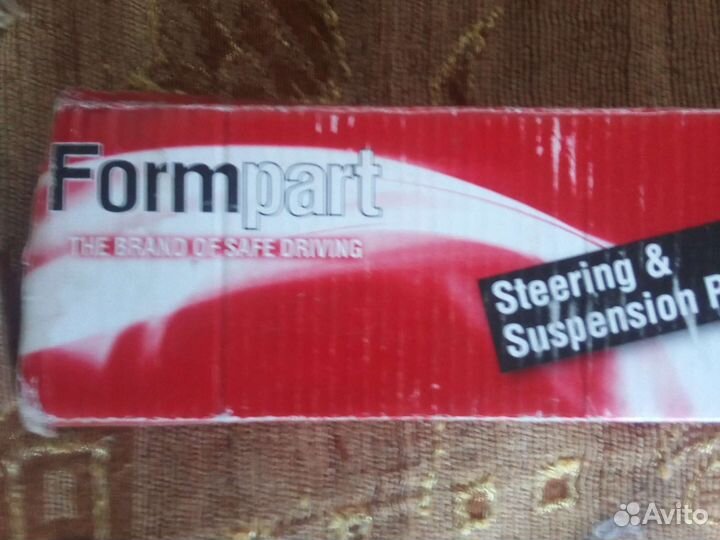 Formpart
THE BRAND OF SAFE DRIVING
Steering &
Suspension
Avito